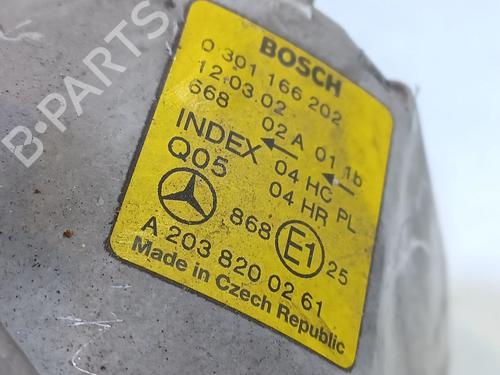 BOSCH
0 301 166 202
12.03.02
668 02A 01 1b
INDEX 04 HC
Q05 04 HR PL
868 E1 25
A 203 820 02 61
Made in Czech Republic
B-PARTS